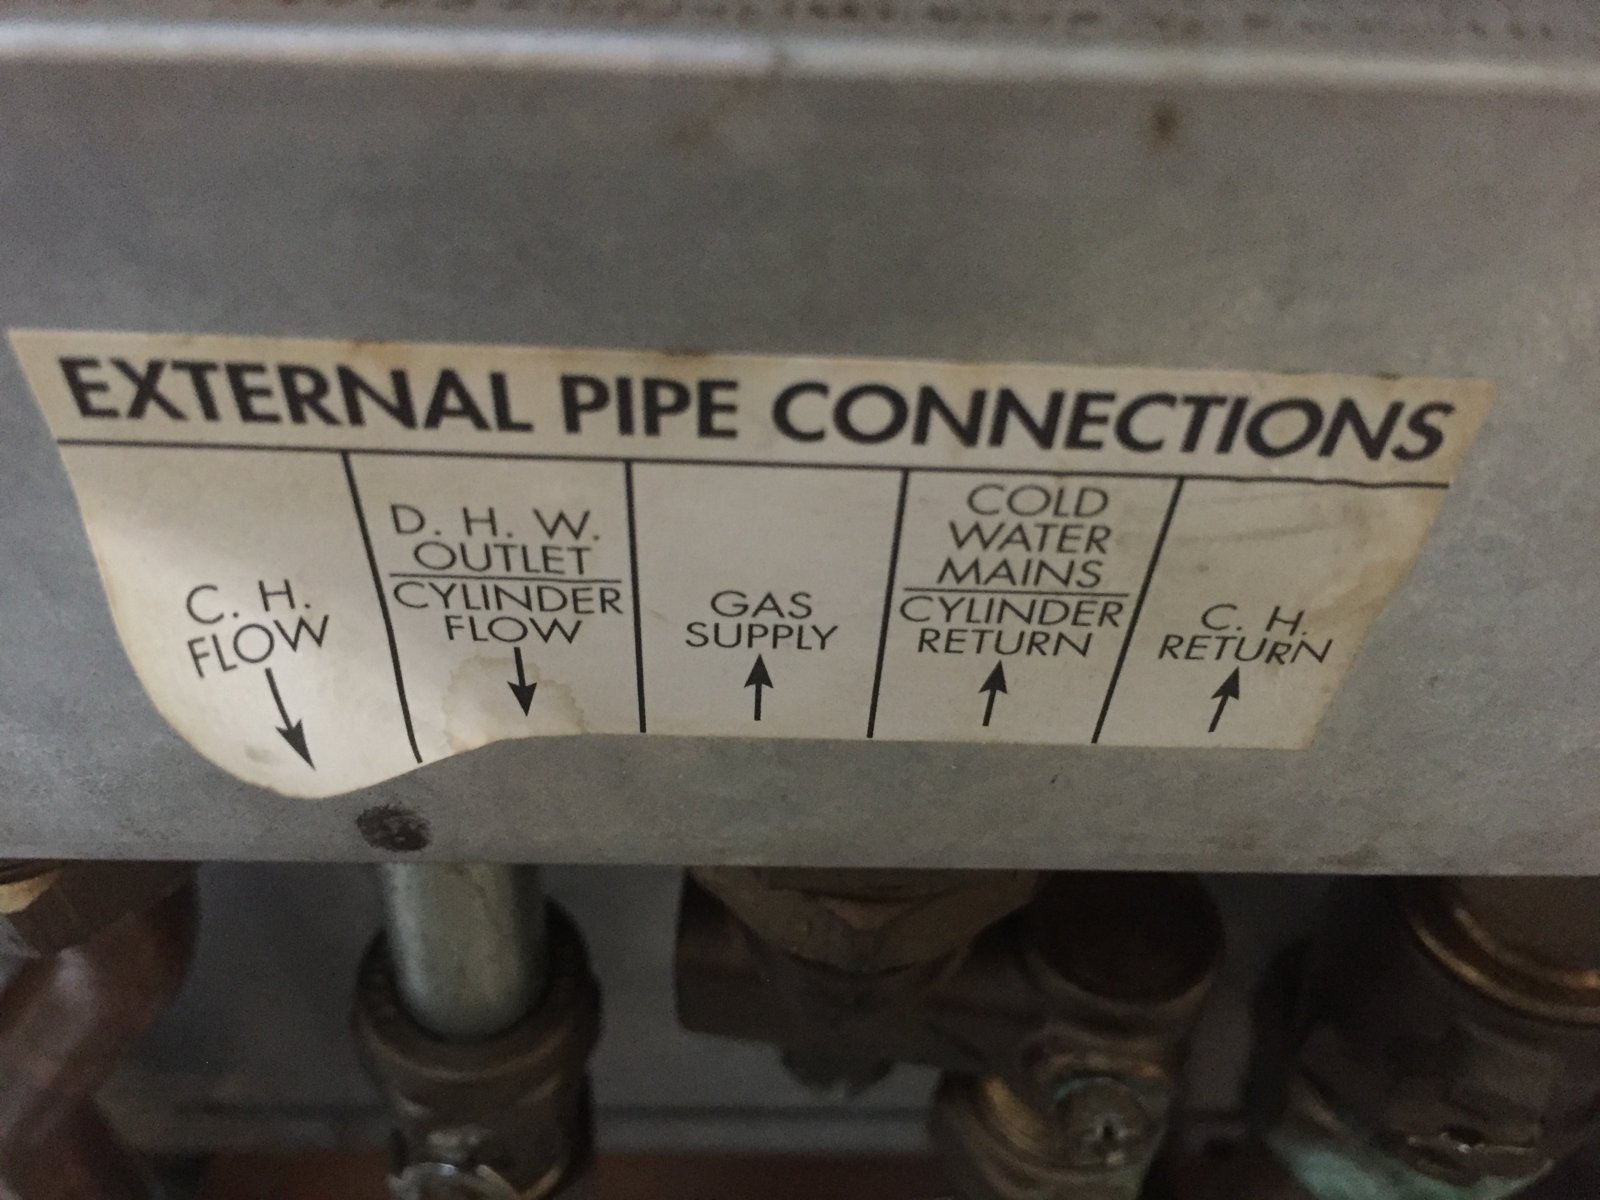 EXTERNAL PIPE CONNECTIONS
C. H.
FLOW
D. H. W.
OUTLET
CYLINDER
FLOW
GAS
SUPPLY
COLD
WATER
MAINS
CYLINDER
RETURN
C. H.
RETURN